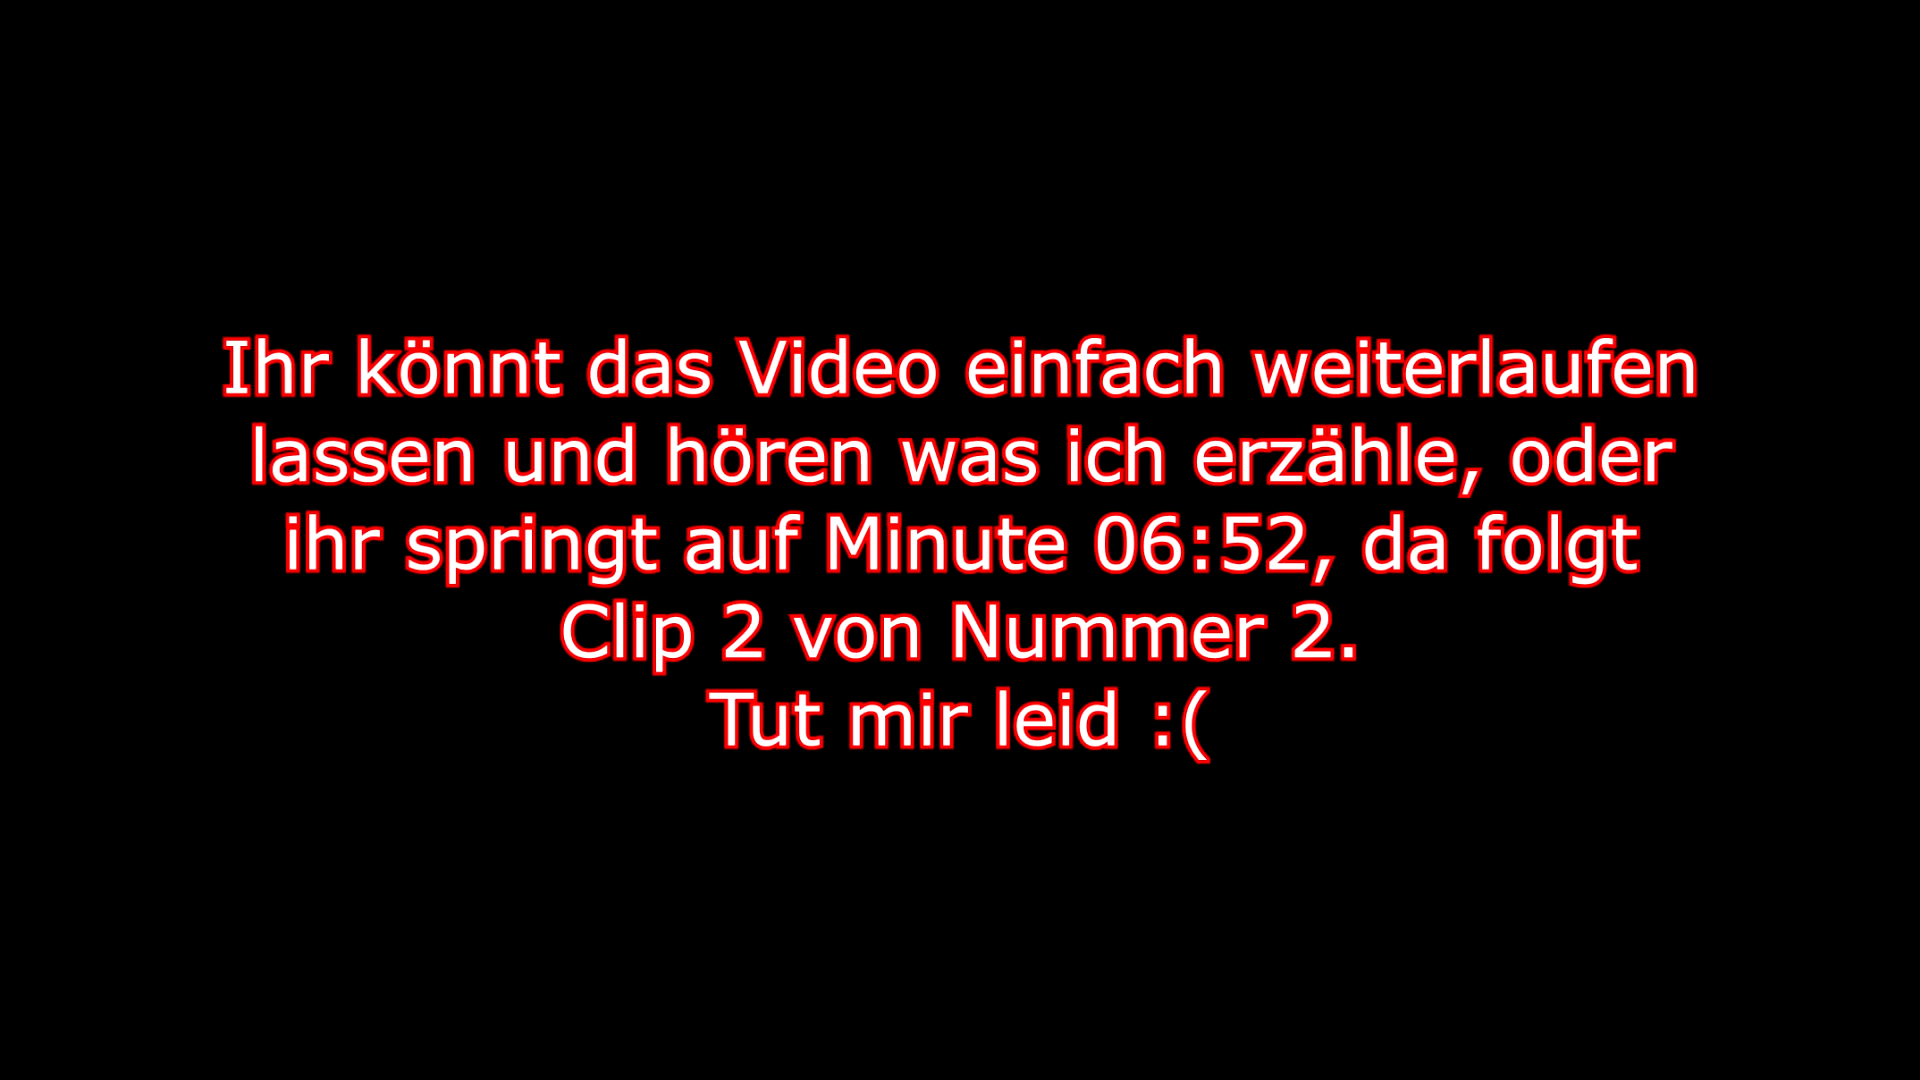 Ihr könnt das Video einfach weiterlaufen
lassen und hören was ich erzähle, oder
ihr springt auf Minute 06:52, da folgt
Clip 2 von Nummer 2.
Tut mir leid :(